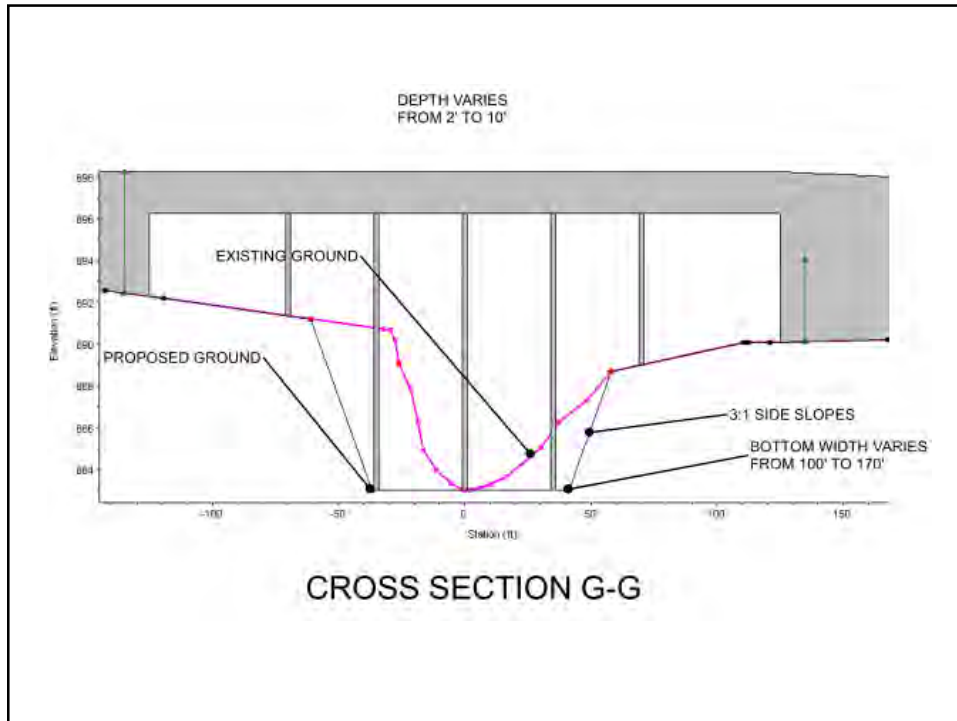 DEPTH VARIES
FROM 2' TO 10'
898
896
894
892
890
888
886
884
Elevation (ft)
EXISTING GROUND
PROPOSED GROUND
3:1 SIDE SLOPES
BOTTOM WIDTH VARIES
FROM 100' TO 170'
-100
-50
0
50
100
150
Station (ft)
CROSS SECTION G-G